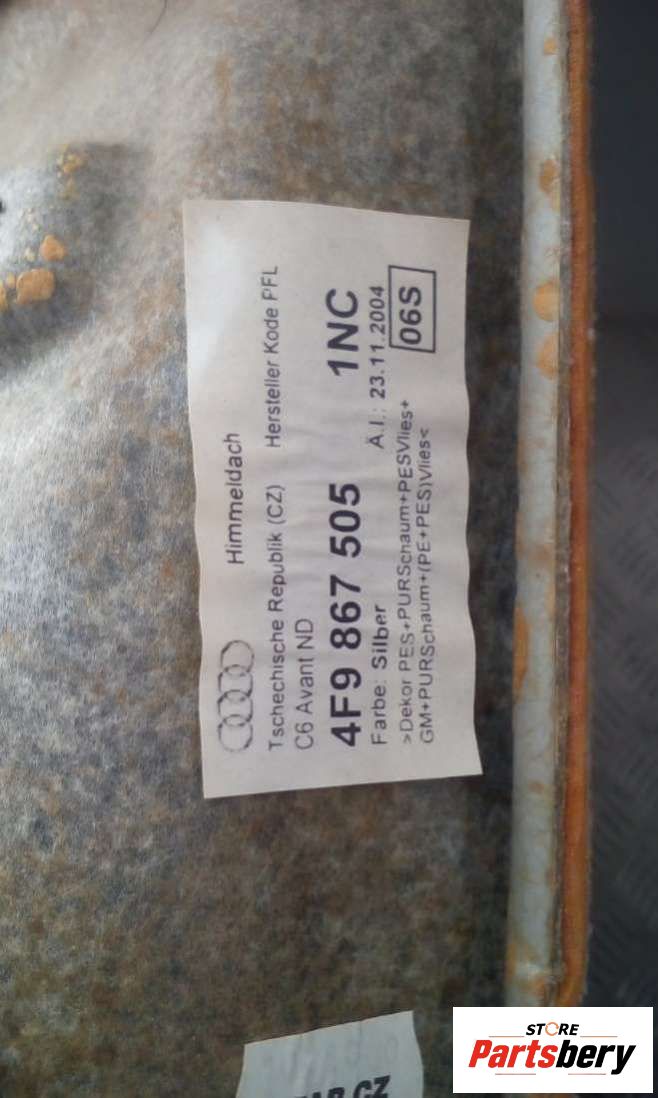 Himmeldach
Tschechische Republik (CZ) Hersteller Kode PFL
C6 Avant ND
4F9 867 505 1NC
Farbe: Silber Ä.I.: 23.11.2004
>Dekor PES+PURSchaum+PESVlies+
GM+PURSchaum+(PE+PES)Vlies<
06S
CZ
STORE
Partsbery